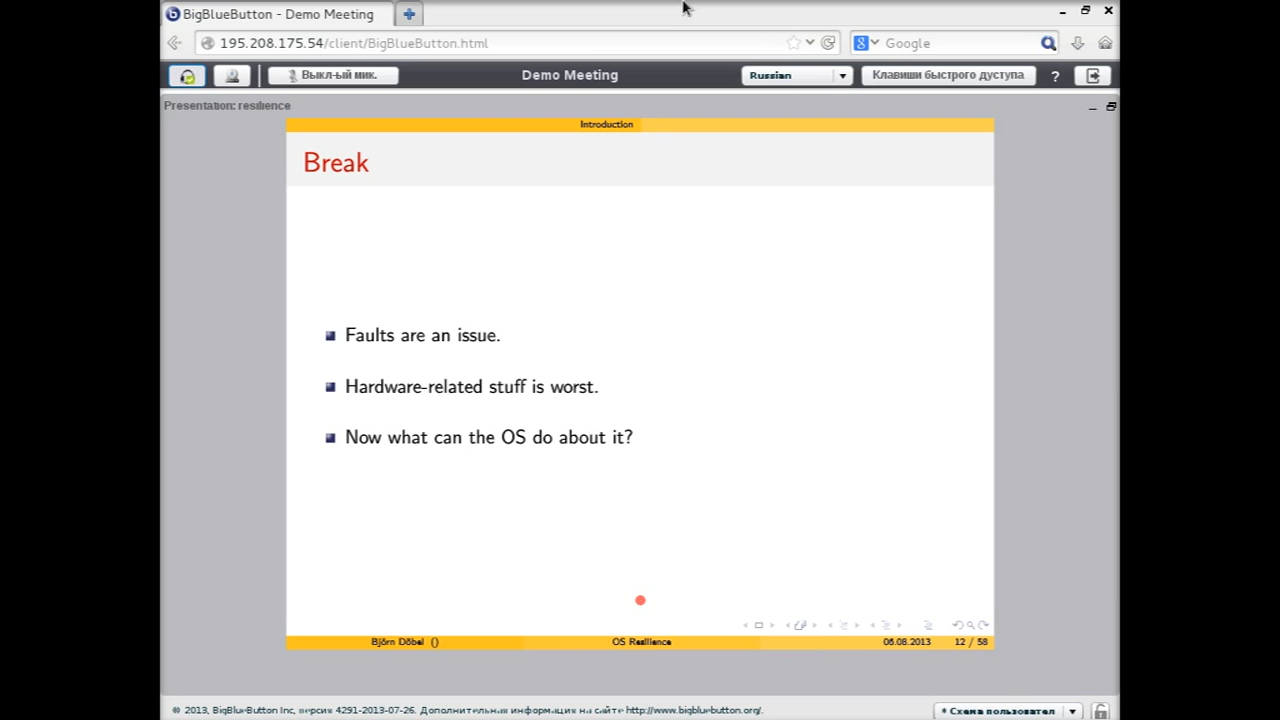 BigBlueButton - Demo Meeting
195.208.175.54/client/BigBlueButton.html
Google
Выкл-ый мик.
Demo Meeting
Russian
Клавиши быстрого доступа
?
Presentation: resilience
Introduction
Break
Faults are an issue.
Hardware-related stuff is worst.
Now what can the OS do about it?
Björn Döbel ()
OS Resilience
06.08.2013
12 / 58
© 2013, BigBlueButton Inc, версия 4291-2013-07-26. Дополнительная информация на сайте http://www.bigbluebutton.org/.
* Схема пользовател